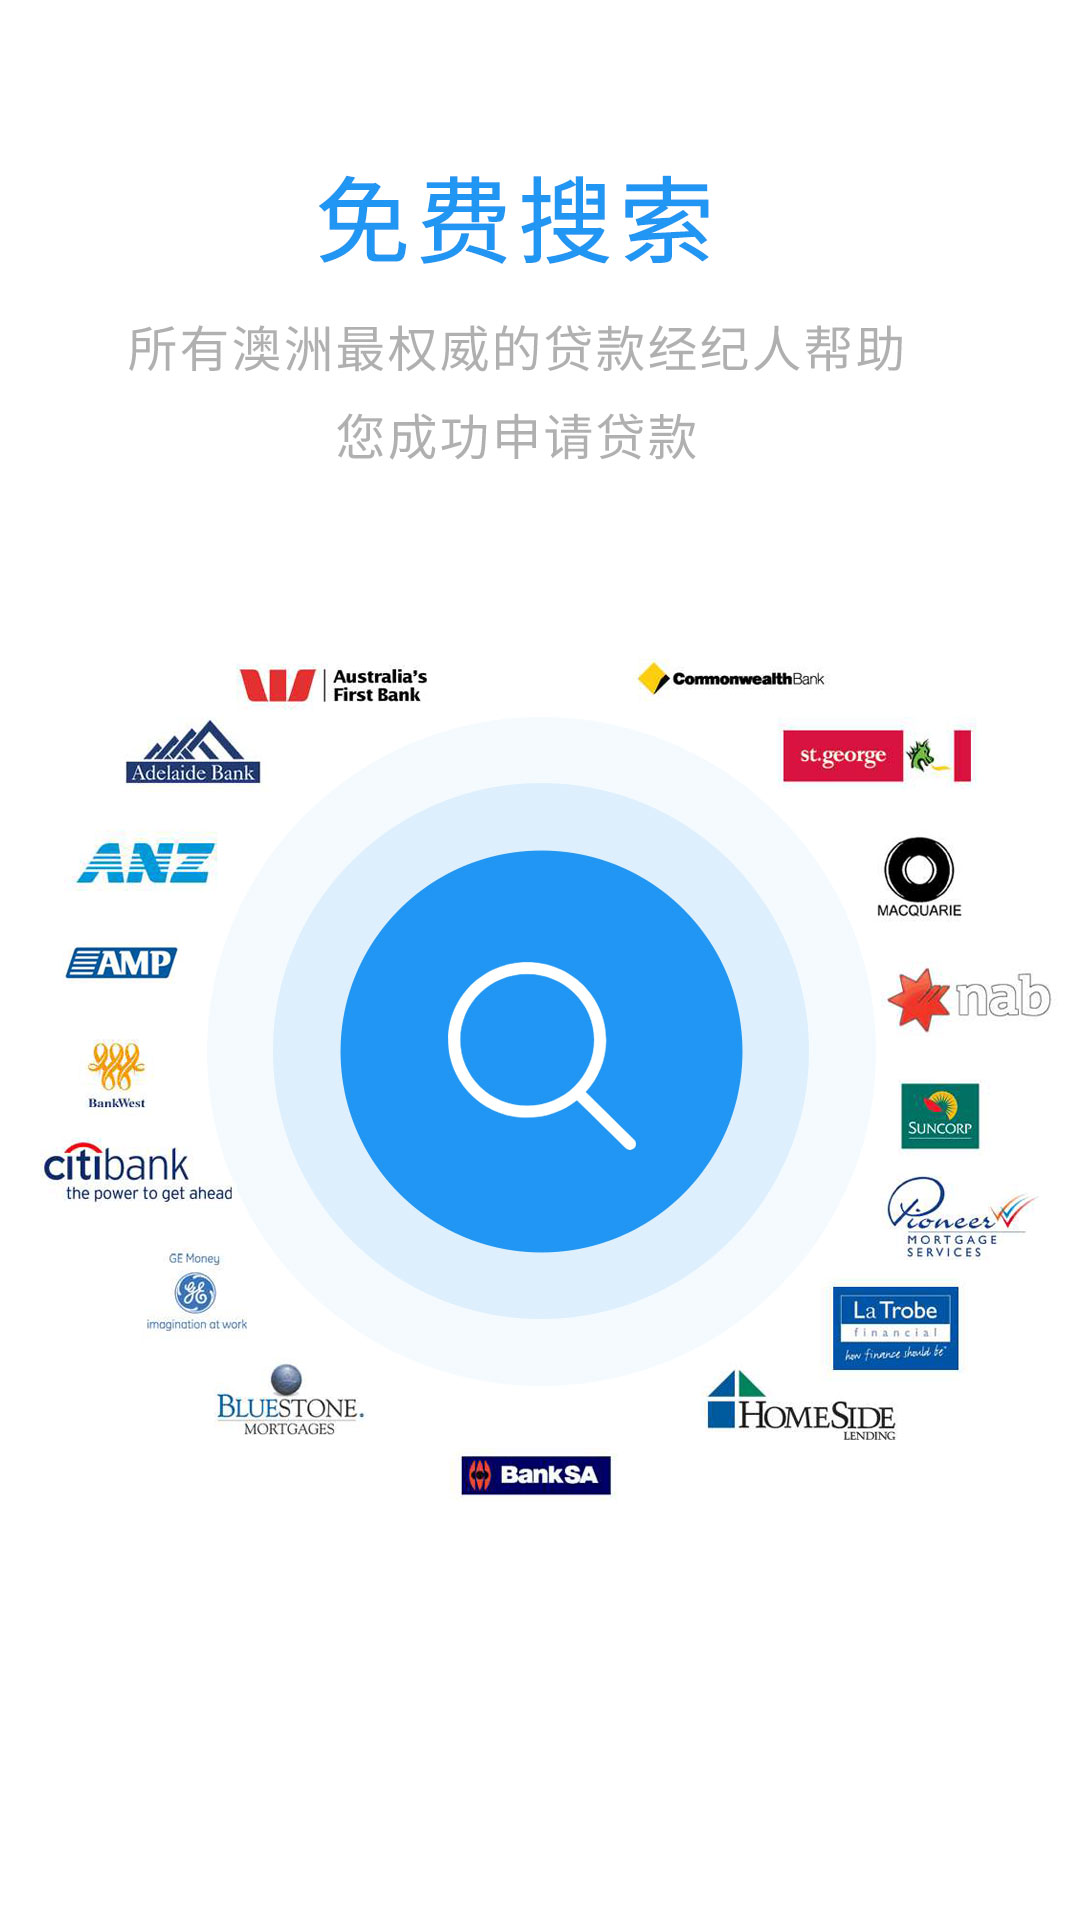 免费搜索
所有澳洲最权威的贷款经纪人帮助
您成功申请贷款
Australia's
First Bank
CommonwealthBank
Adelaide Bank
st.george
ANZ
MACQUARIE
AMP
nab
BankWest
SUNCORP
citibank
the power to get ahead
Pioneer
MORTGAGE
SERVICES
GE Money
GE
imagination at work
La Trobe
financial
how finance should be
BLUESTONE.
MORTGAGES
HOMESIDE
LENDING
BankSA